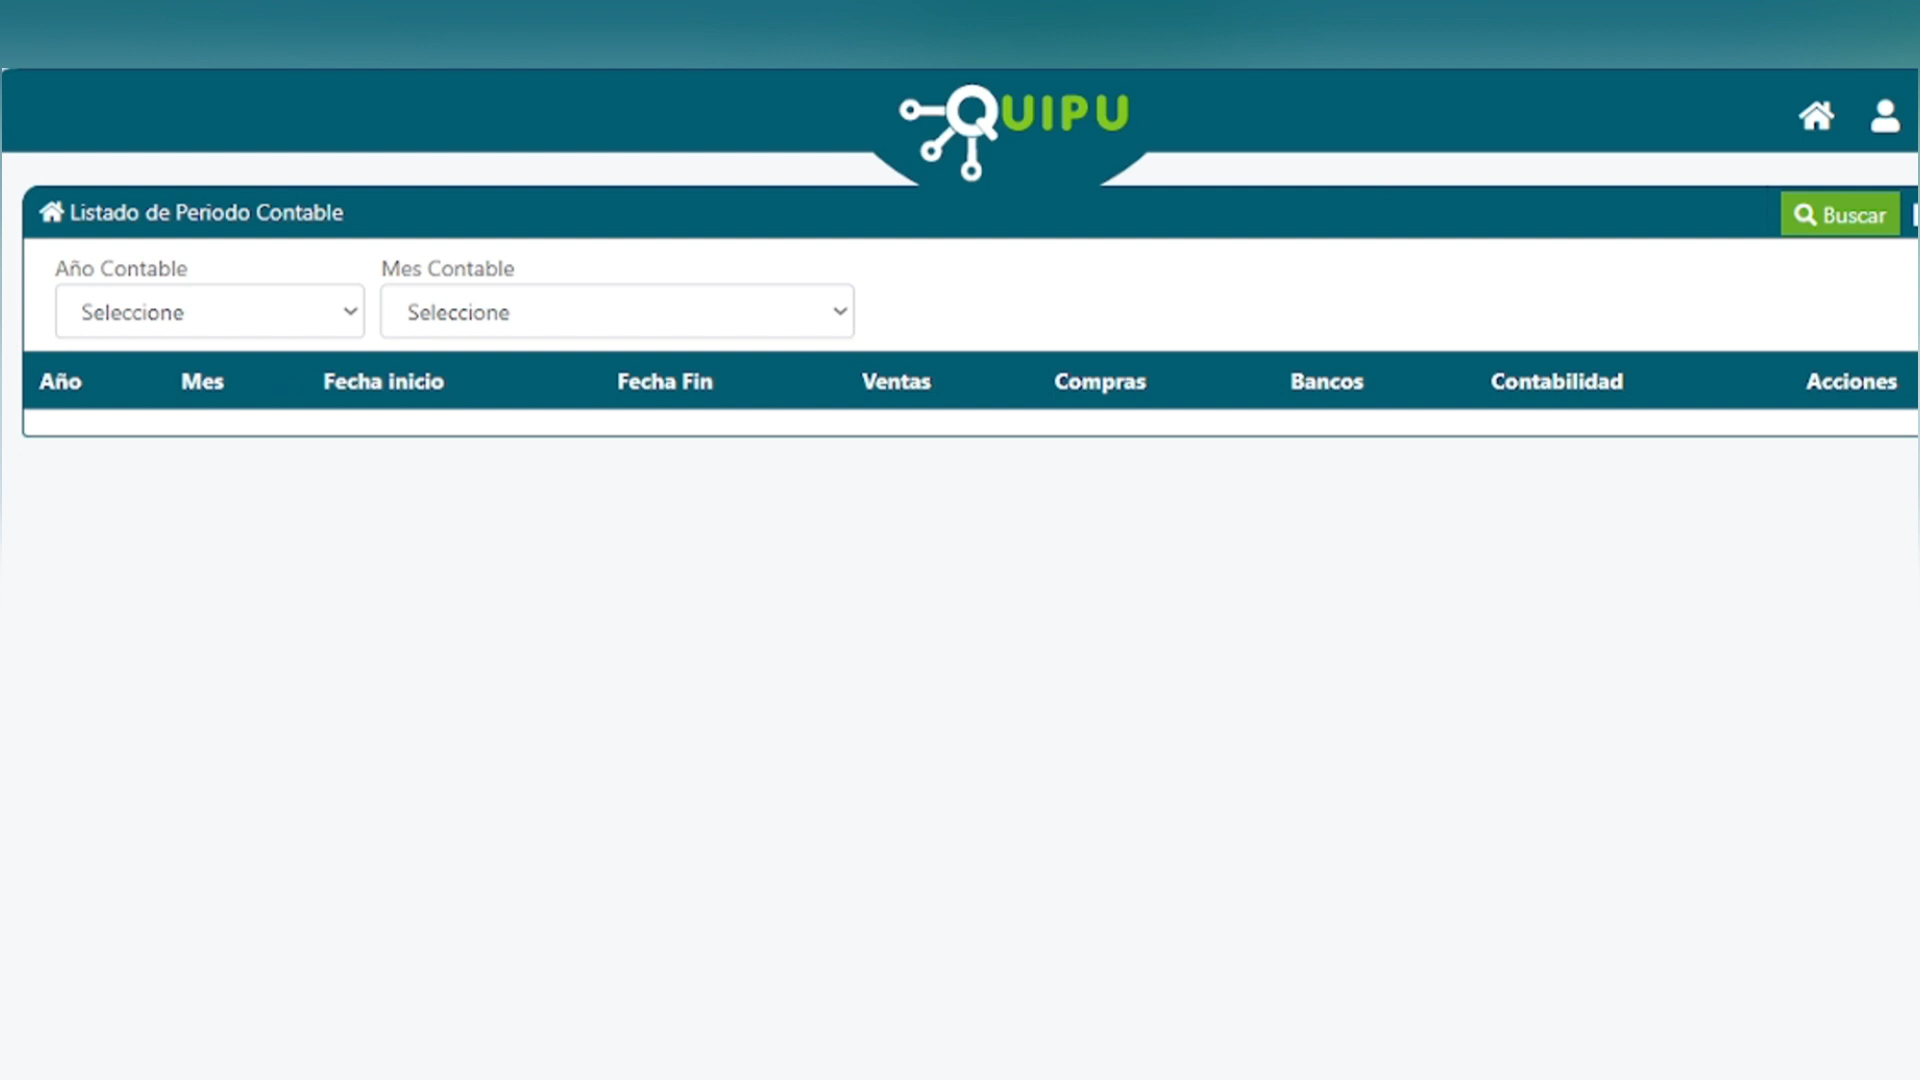 QUIPU
Listado de Periodo Contable
Buscar
Año Contable
Mes Contable
Seleccione
Seleccione
Año Mes Fecha inicio Fecha Fin Ventas Compras Bancos Contabilidad Acciones